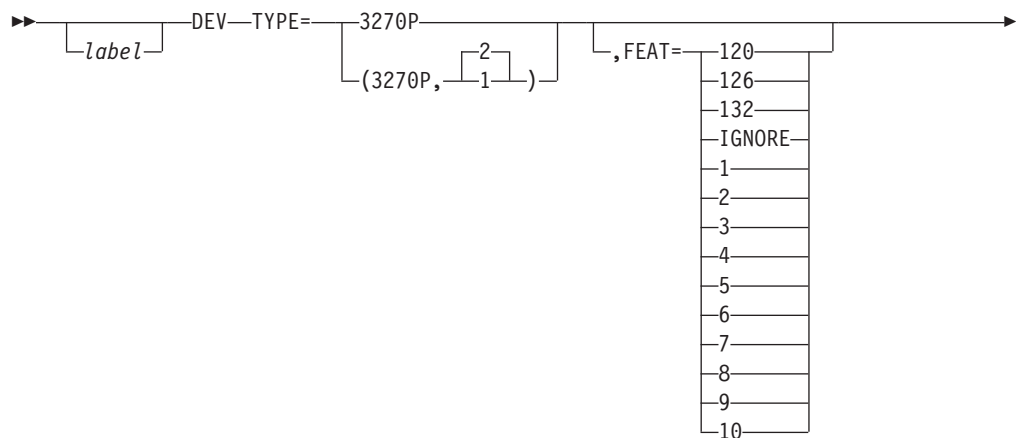 DEV TYPE= 3270P ,FEAT= 120
label 2 126
(3270P, 1 ) 132
IGNORE
1
2
3
4
5
6
7
8
9
10